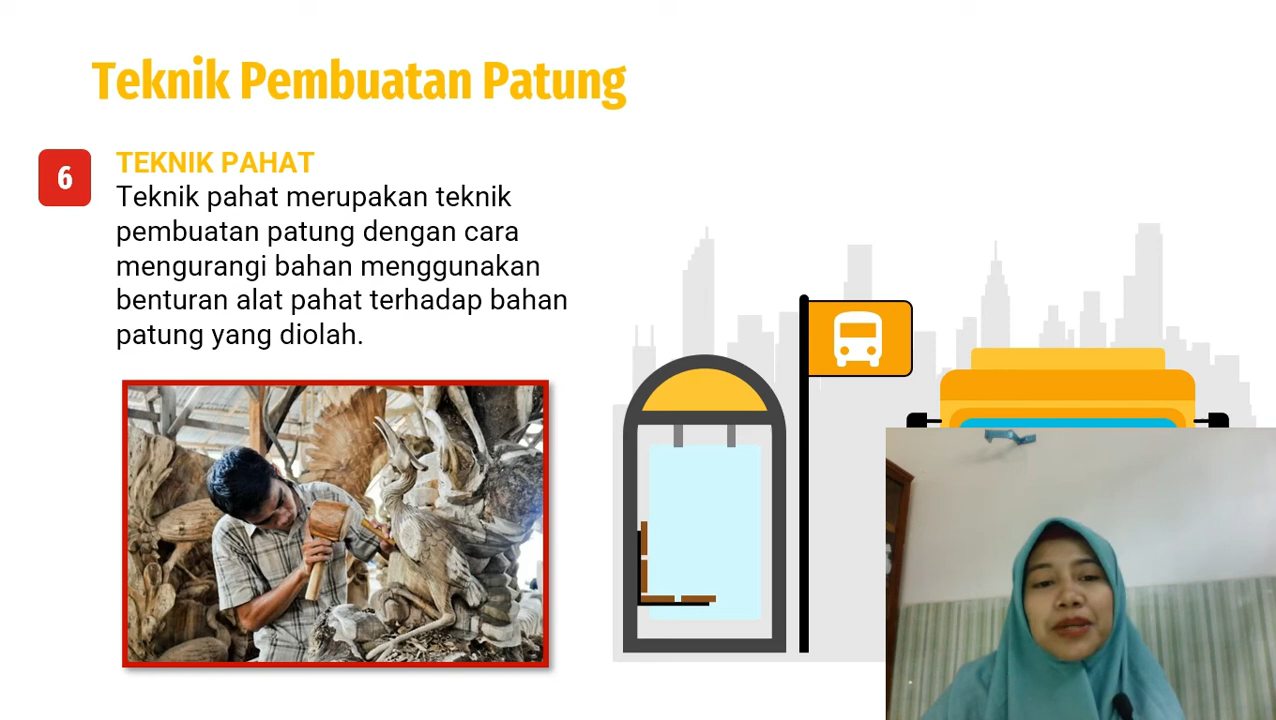 Teknik Pembuatan Patung
6
TEKNIK PAHAT
Teknik pahat merupakan teknik
pembuatan patung dengan cara
mengurangi bahan menggunakan
benturan alat pahat terhadap bahan
patung yang diolah.